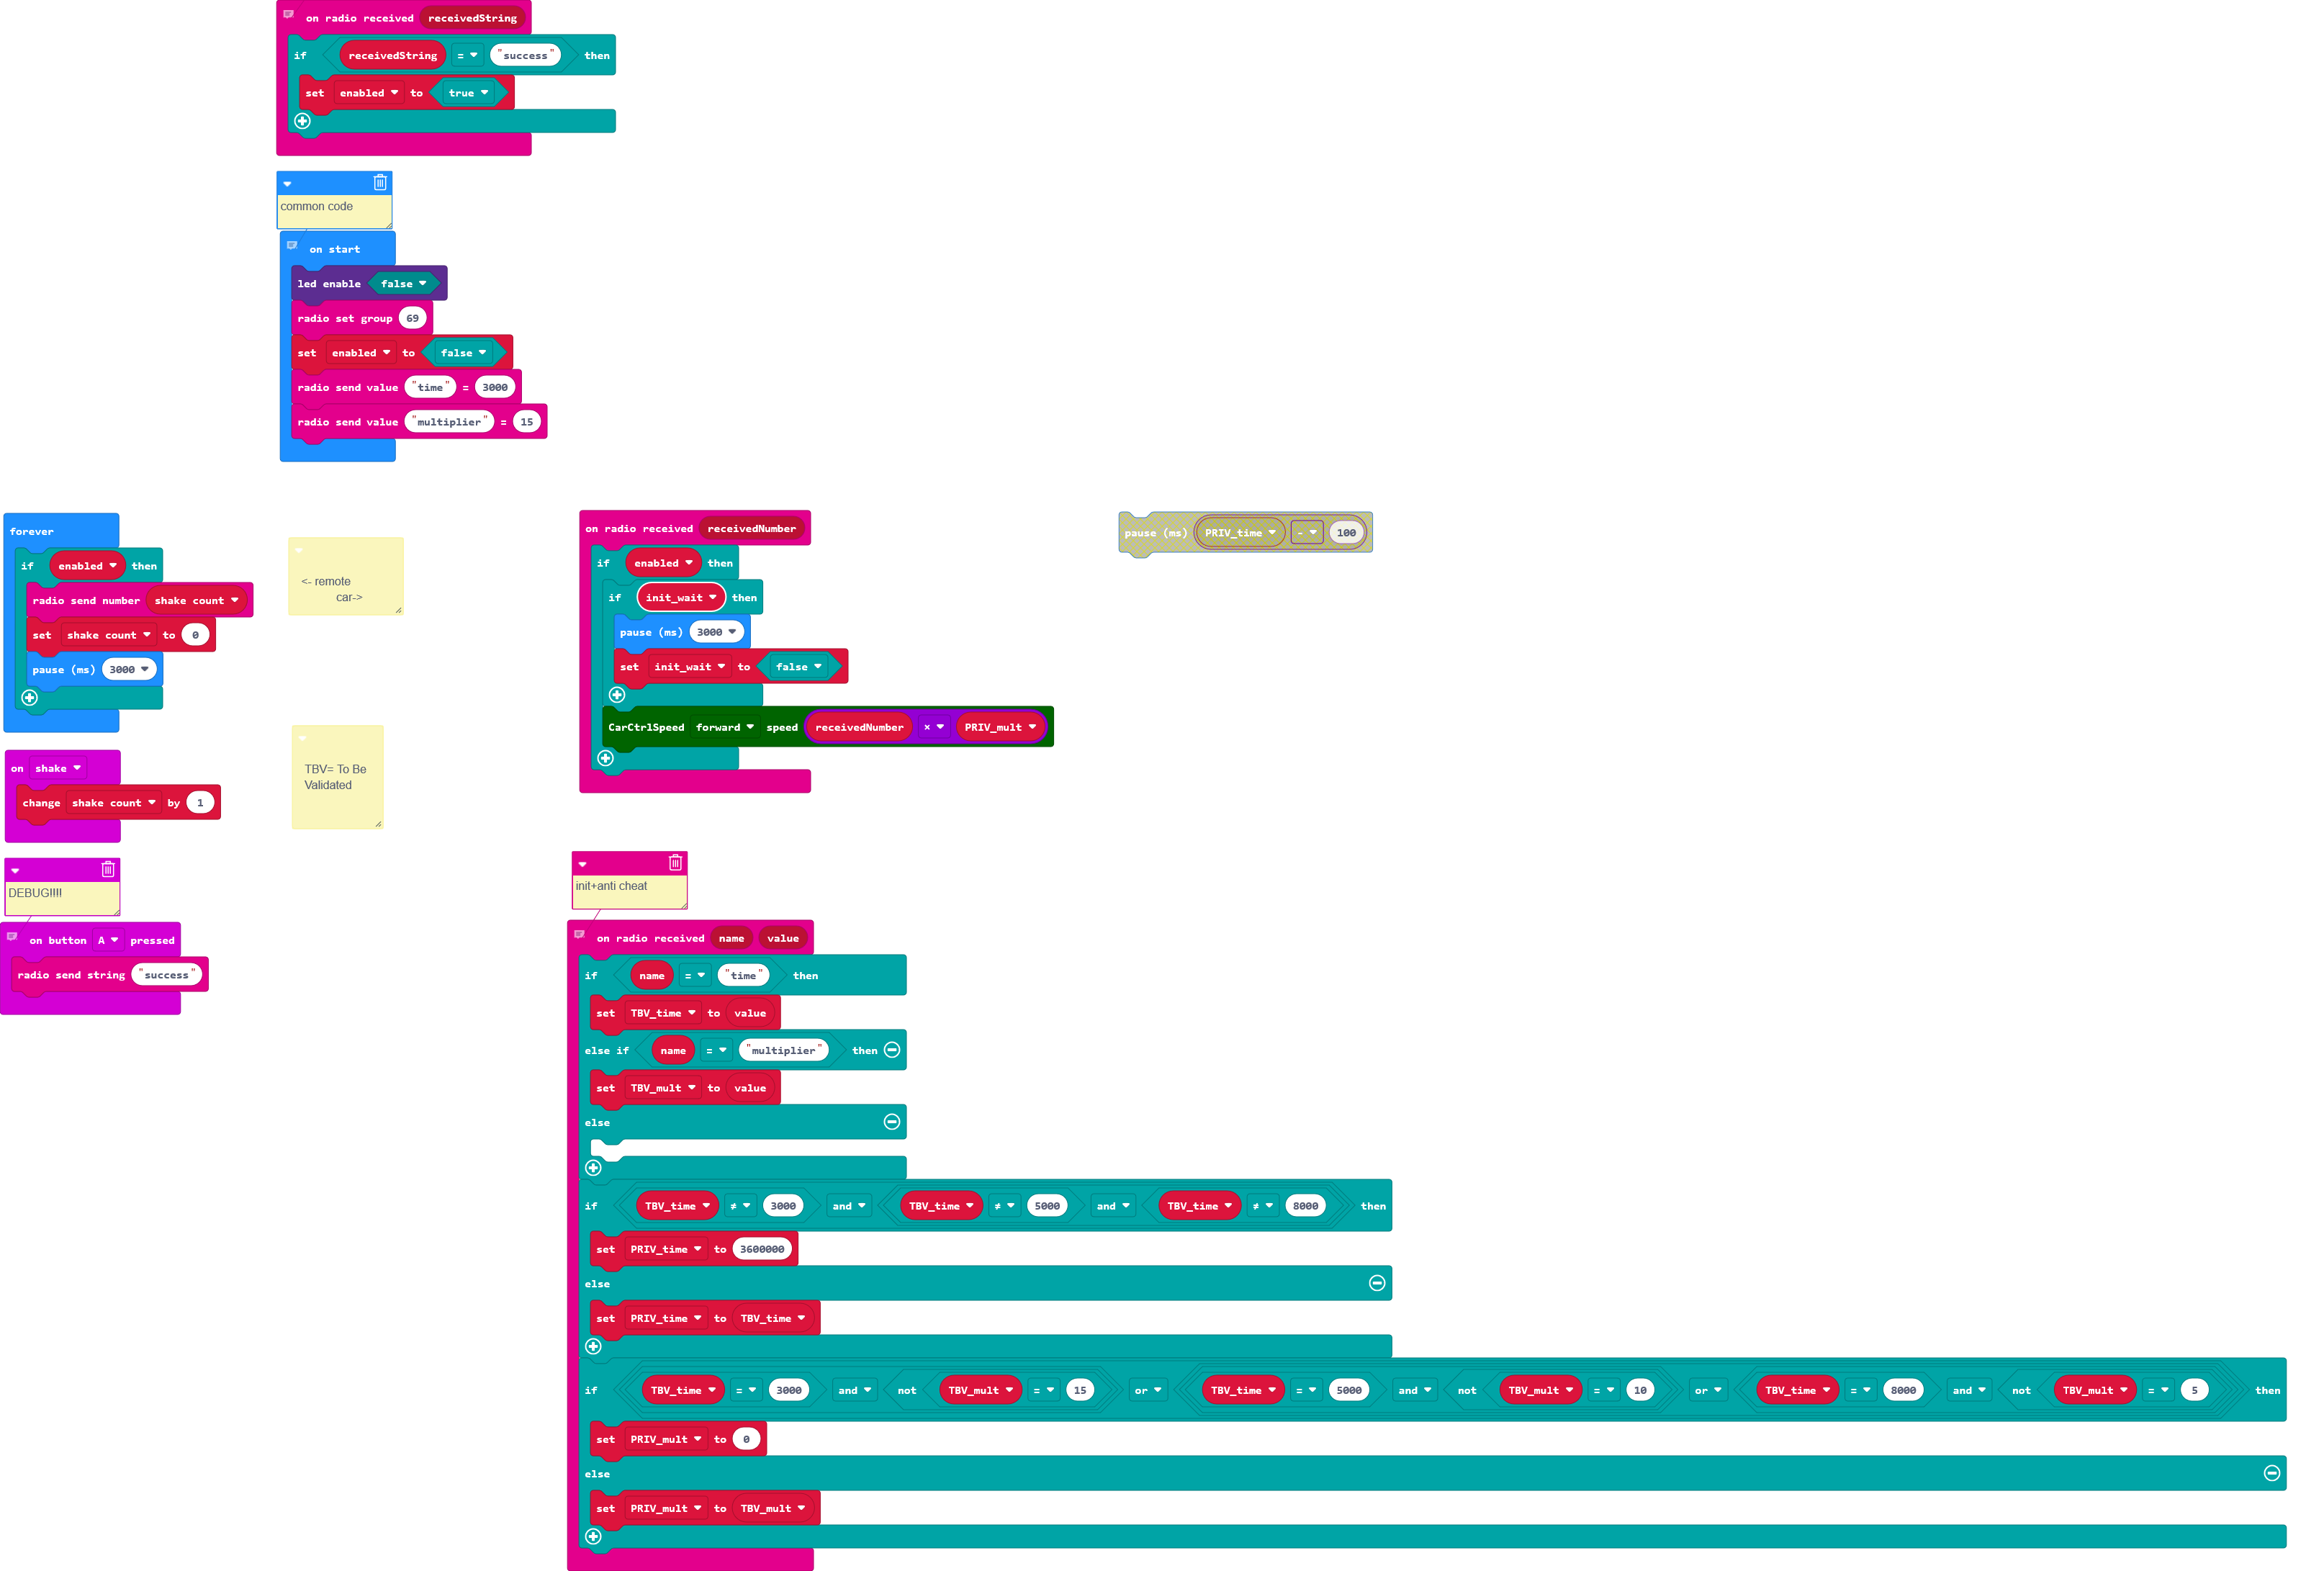 on radio received receivedString
if receivedString = "success" then
set enabled to true
common code
on start
led enable false
radio set group 69
set enabled to false
radio send value "time" = 3000
radio send value "multiplier" = 15
forever
if enabled then
radio send number shake count
set shake count to 0
pause (ms) 3000
on shake
change shake count by 1
DEBUG!!!!
on button A pressed
radio send string "success"
<- remote
car->
TBV= To Be
Validated
on radio received receivedNumber
if enabled then
if init_wait then
pause (ms) 3000
set init_wait to false
CarCtrlSpeed forward speed receivedNumber × PRIV_mult
pause (ms) PRIV_time - 100
init+anti cheat
on radio received name value
if name = "time" then
set TBV_time to value
else if name = "multiplier" then
set TBV_mult to value
else
if TBV_time ≠ 3000 and TBV_time ≠ 5000 and TBV_time ≠ 8000 then
set PRIV_time to 3600000
else
set PRIV_time to TBV_time
if TBV_time = 3000 and not TBV_mult = 15 or TBV_time = 5000 and not TBV_mult = 10 or TBV_time = 8000 and not TBV_mult = 5 then
set PRIV_mult to 0
else
set PRIV_mult to TBV_mult